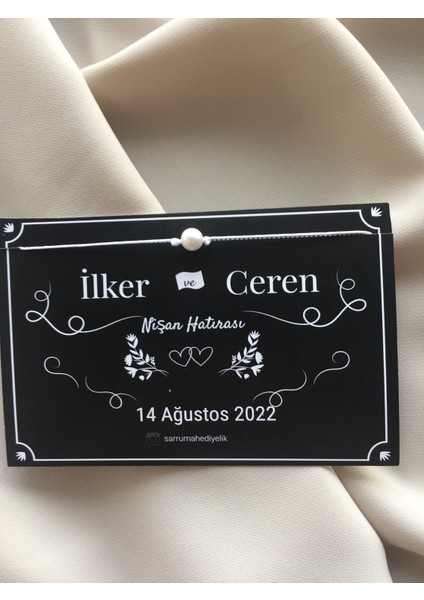 İlker ve Ceren
Nişan Hatırası
14 Ağustos 2022
sarrumahediyelik